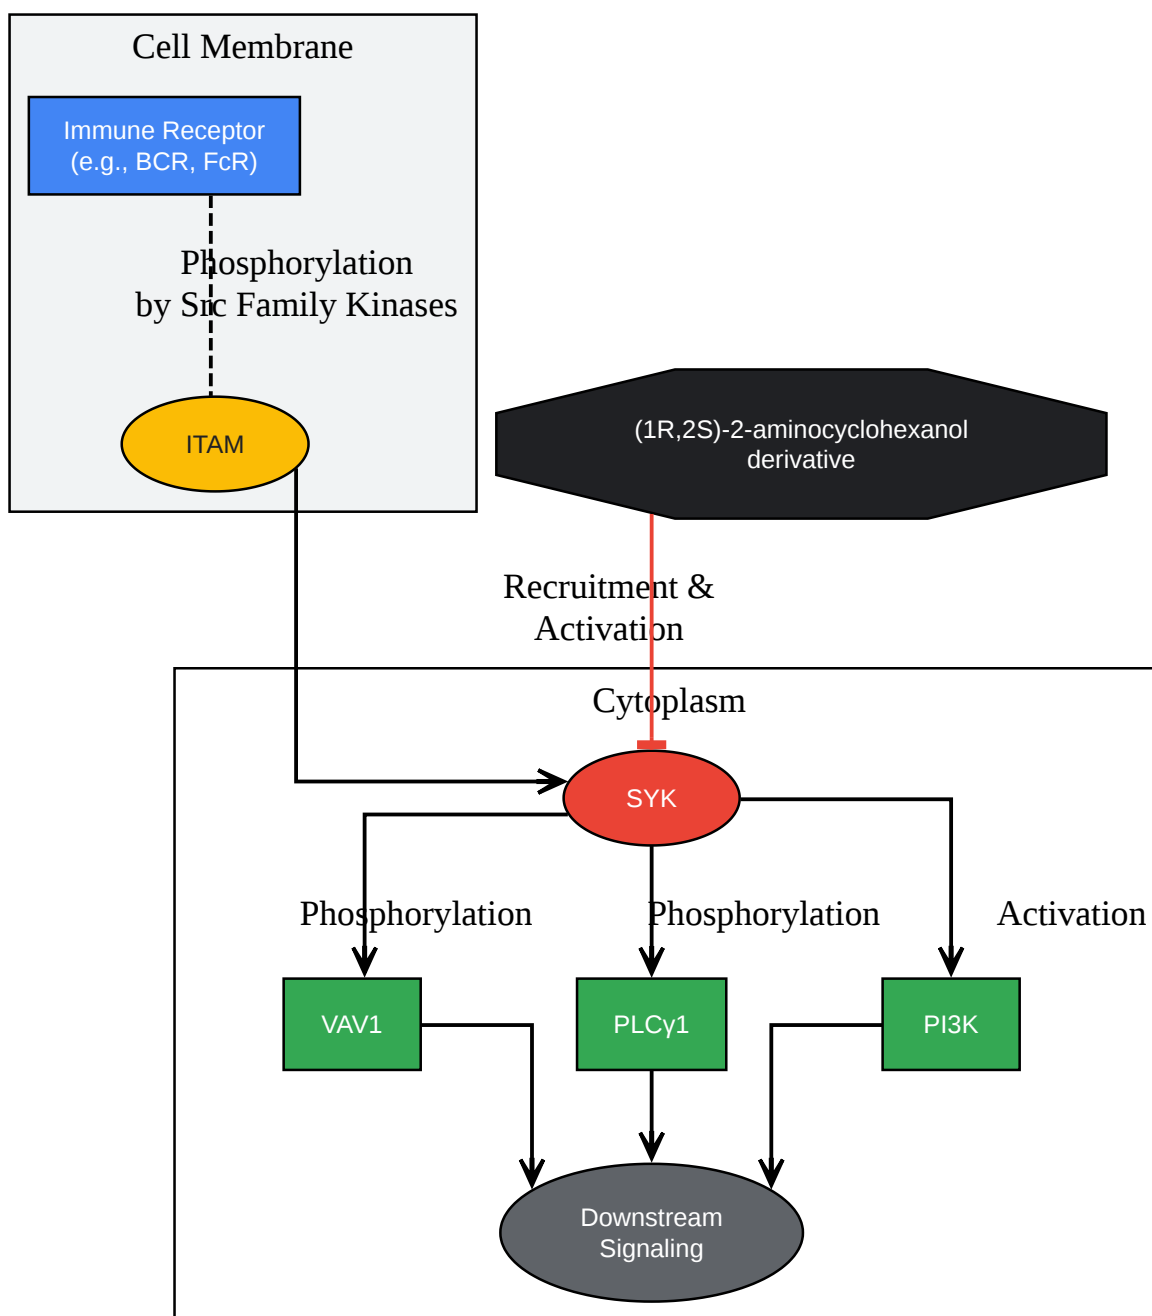 Cell Membrane
Immune Receptor
(e.g., BCR, FcR)
Phosphorylation
by Src Family Kinases
ITAM
(1R,2S)-2-aminocyclohexanol
derivative
Recruitment &
Activation
Cytoplasm
SYK
Phosphorylation
Phosphorylation
Activation
VAV1
PLCγ1
PI3K
Downstream
Signaling